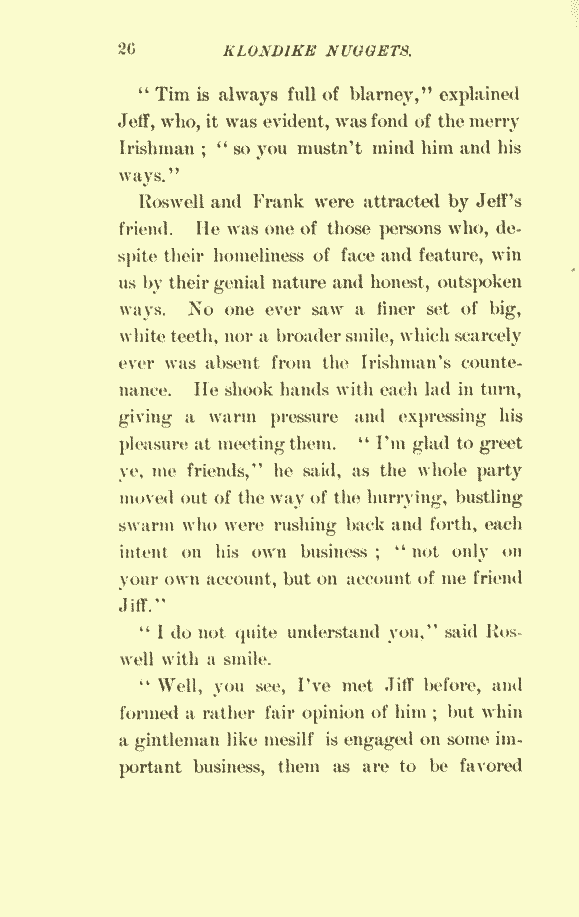 26 KLONDIKE NUGGETS.
“ Tim is always full of blarney,” explained
Jeff, who, it was evident, was fond of the merry
Irishman ; “ so you mustn’t mind him and his
ways.”
Roswell and Frank were attracted by Jeff’s
friend. He was one of those persons who, de-
spite their homeliness of face and feature, win
us by their genial nature and honest, outspoken
ways. No one ever saw a finer set of big,
white teeth, nor a broader smile, which scarcely
ever was absent from the Irishman’s counte-
nance. He shook hands with each lad in turn,
giving a warm pressure and expressing his
pleasure at meeting them. “ I’m glad to greet
ye, me friends,” he said, as the whole party
moved out of the way of the hurrying, bustling
swarm who were rushing back and forth, each
intent on his own business ; “ not only on
your own account, but on account of me friend
Jiff.”
“ I do not quite understand you,” said Ros-
well with a smile.
“ Well, you see, I’ve met Jiff before, and
formed a rather fair opinion of him ; but whin
a gintleman like mesilf is engaged on some im-
portant business, them as are to be favored